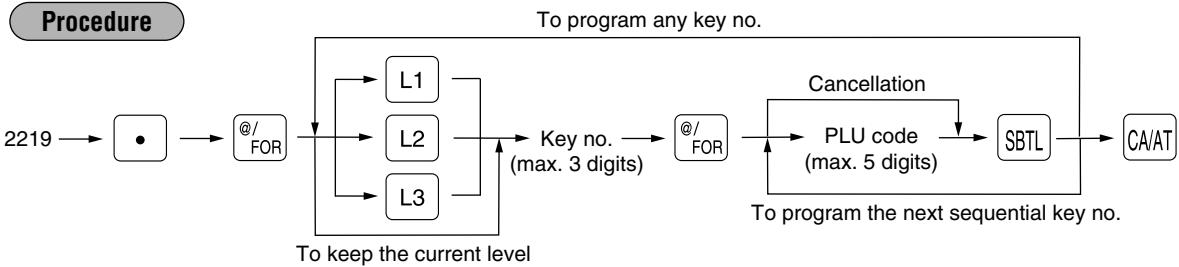 Procedure
To program any key no.
L1
Cancellation
2219
•
@/
FOR
L2
Key no.
(max. 3 digits)
@/
FOR
PLU code
(max. 5 digits)
SBTL
CA/AT
L3
To program the next sequential key no.
To keep the current level